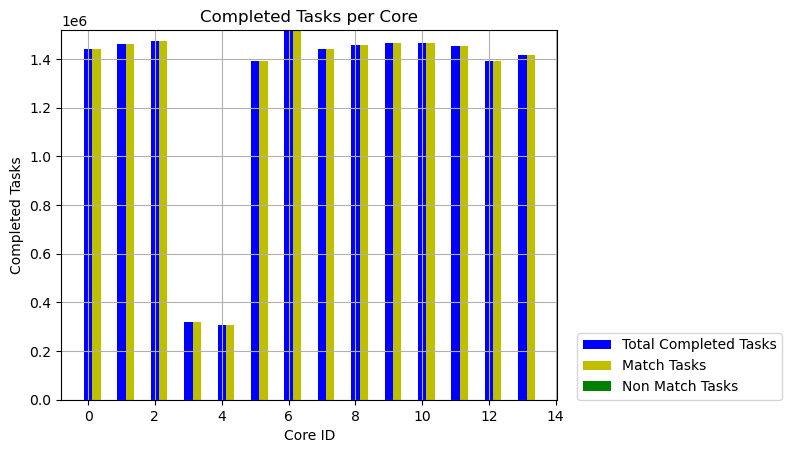 Completed Tasks per Core
1e6
1.4
1.2
1.0
0.8
0.6
0.4
0.2
0.0
Completed Tasks
0 2 4 6 8 10 12 14
Core ID
Total Completed Tasks
Match Tasks
Non Match Tasks